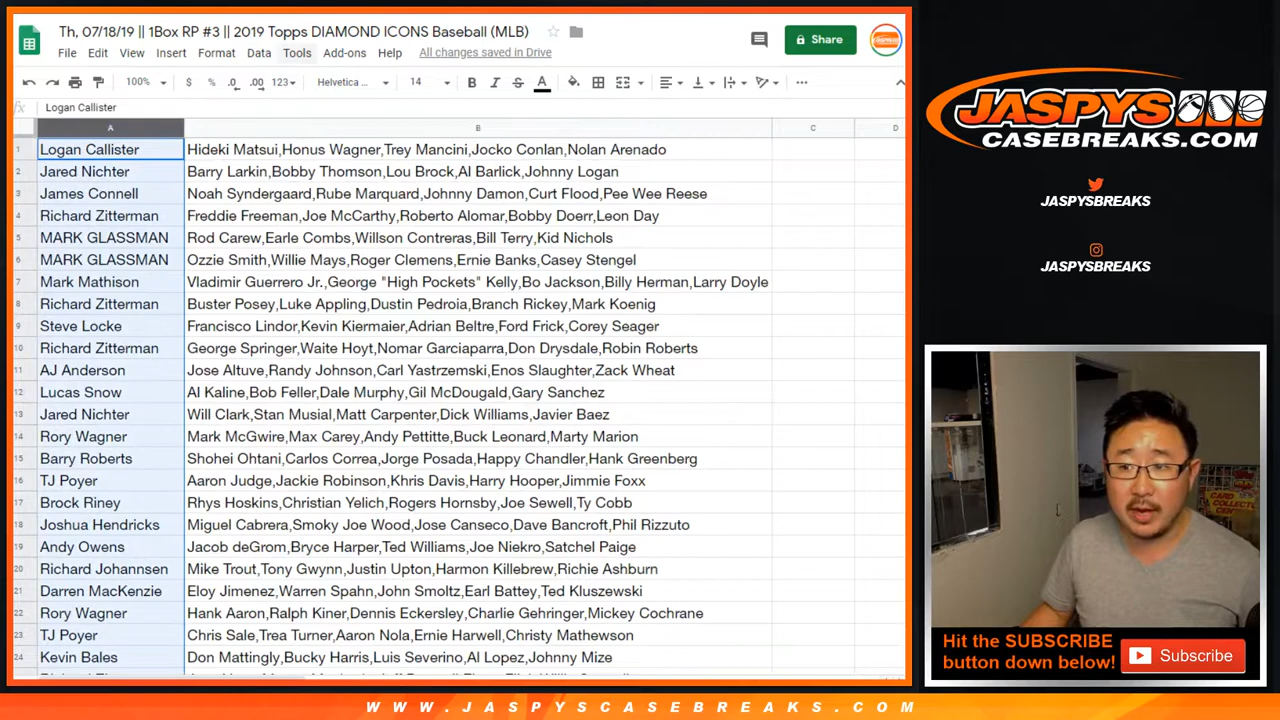 Th, 07/18/19 || 1Box RP #3 || 2019 Topps DIAMOND ICONS Baseball (MLB)
File Edit View Insert Format Data Tools Add-ons Help All changes saved in Drive
Share
100% $ % .0 .00 123 Helvetica ... 14 B I S A
fx Logan Callister
A B C D
1 Logan Callister Hideki Matsui,Honus Wagner,Trey Mancini,Jocko Conlan,Nolan Arenado
2 Jared Nichter Barry Larkin,Bobby Thomson,Lou Brock,Al Barlick,Johnny Logan
3 James Connell Noah Syndergaard,Rube Marquard,Johnny Damon,Curt Flood,Pee Wee Reese
4 Richard Zitterman Freddie Freeman,Joe McCarthy,Roberto Alomar,Bobby Doerr,Leon Day
5 MARK GLASSMAN Rod Carew,Earle Combs,Willson Contreras,Bill Terry,Kid Nichols
6 MARK GLASSMAN Ozzie Smith,Willie Mays,Roger Clemens,Ernie Banks,Casey Stengel
7 Mark Mathison Vladimir Guerrero Jr.,George "High Pockets" Kelly,Bo Jackson,Billy Herman,Larry Doyle
8 Richard Zitterman Buster Posey,Luke Appling,Dustin Pedroia,Branch Rickey,Mark Koenig
9 Steve Locke Francisco Lindor,Kevin Kiermaier,Adrian Beltre,Ford Frick,Corey Seager
10 Richard Zitterman George Springer,Waite Hoyt,Nomar Garciaparra,Don Drysdale,Robin Roberts
11 AJ Anderson Jose Altuve,Randy Johnson,Carl Yastrzemski,Enos Slaughter,Zack Wheat
12 Lucas Snow Al Kaline,Bob Feller,Dale Murphy,Gil McDougald,Gary Sanchez
13 Jared Nichter Will Clark,Stan Musial,Matt Carpenter,Dick Williams,Javier Baez
14 Rory Wagner Mark McGwire,Max Carey,Andy Pettitte,Buck Leonard,Marty Marion
15 Barry Roberts Shohei Ohtani,Carlos Correa,Jorge Posada,Happy Chandler,Hank Greenberg
16 TJ Poyer Aaron Judge,Jackie Robinson,Khris Davis,Harry Hooper,Jimmie Foxx
17 Brock Riney Rhys Hoskins,Christian Yelich,Rogers Hornsby,Joe Sewell,Ty Cobb
18 Joshua Hendricks Miguel Cabrera,Smoky Joe Wood,Jose Canseco,Dave Bancroft,Phil Rizzuto
19 Andy Owens Jacob deGrom,Bryce Harper,Ted Williams,Joe Niekro,Satchel Paige
20 Richard Johannsen Mike Trout,Tony Gwynn,Justin Upton,Harmon Killebrew,Richie Ashburn
21 Darren MacKenzie Eloy Jimenez,Warren Spahn,John Smoltz,Earl Battey,Ted Kluszewski
22 Rory Wagner Hank Aaron,Ralph Kiner,Dennis Eckersley,Charlie Gehringer,Mickey Cochrane
23 TJ Poyer Chris Sale,Trea Turner,Aaron Nola,Ernie Harwell,Christy Mathewson
24 Kevin Bales Don Mattingly,Bucky Harris,Luis Severino,Al Lopez,Johnny Mize
JASPYS
CASEBREAKS.COM
JASPYSBREAKS
JASPYSBREAKS
Hit the SUBSCRIBE
button down below!
Subscribe
WWW.JASPYSCASEBREAKS.COM